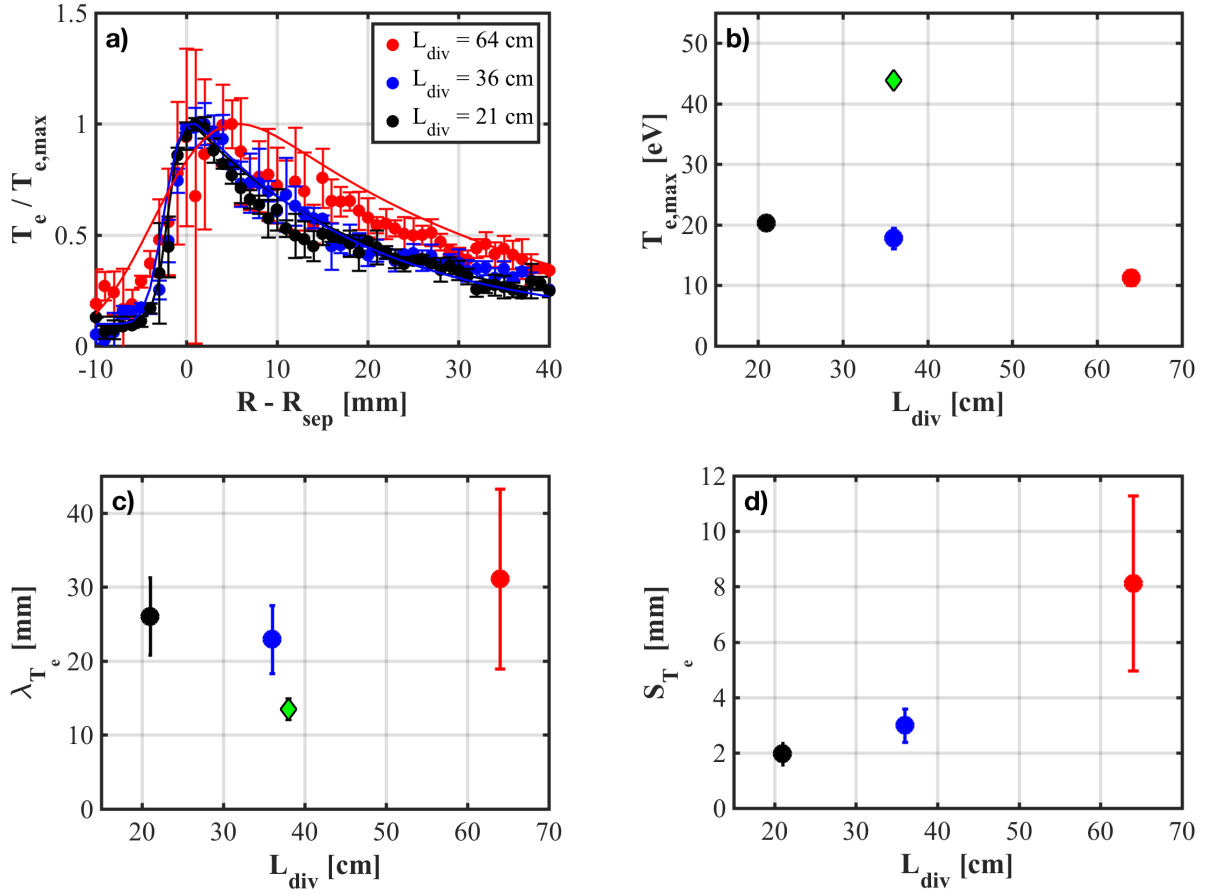 a)
T_e / T_e,max
1.5
1
0.5
0
L_div = 64 cm
L_div = 36 cm
L_div = 21 cm
-10 0 10 20 30 40
R - R_sep [mm]
b)
T_e,max [eV]
50
40
30
20
10
0
20 30 40 50 60 70
L_div [cm]
c)
λ_T_e [mm]
40
30
20
10
0
20 30 40 50 60 70
L_div [cm]
d)
S_T_e [mm]
12
10
8
6
4
2
0
20 30 40 50 60 70
L_div [cm]